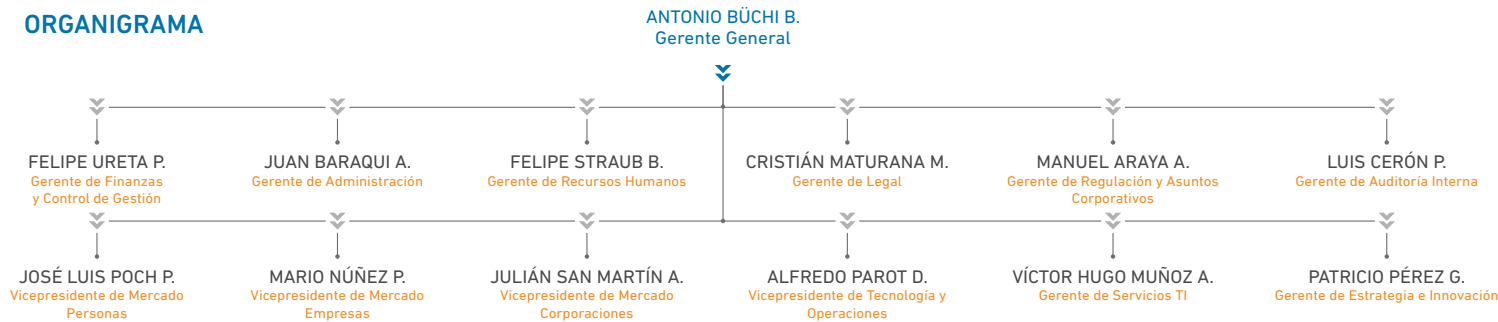 ORGANIGRAMA
ANTONIO BÜCHI B.
Gerente General
FELIPE URETA P.
Gerente de Finanzas
y Control de Gestión
JUAN BARAQUI A.
Gerente de Administración
FELIPE STRAUB B.
Gerente de Recursos Humanos
CRISTIÁN MATURANA M.
Gerente de Legal
MANUEL ARAYA A.
Gerente de Regulación y Asuntos
Corporativos
LUIS CERÓN P.
Gerente de Auditoría Interna
JOSÉ LUIS POCH P.
Vicepresidente de Mercado
Personas
MARIO NÚÑEZ P.
Vicepresidente de Mercado
Empresas
JULIÁN SAN MARTÍN A.
Vicepresidente de Mercado
Corporaciones
ALFREDO PAROT D.
Vicepresidente de Tecnología y
Operaciones
VÍCTOR HUGO MUÑOZ A.
Gerente de Servicios TI
PATRICIO PÉREZ G.
Gerente de Estrategia e Innovación